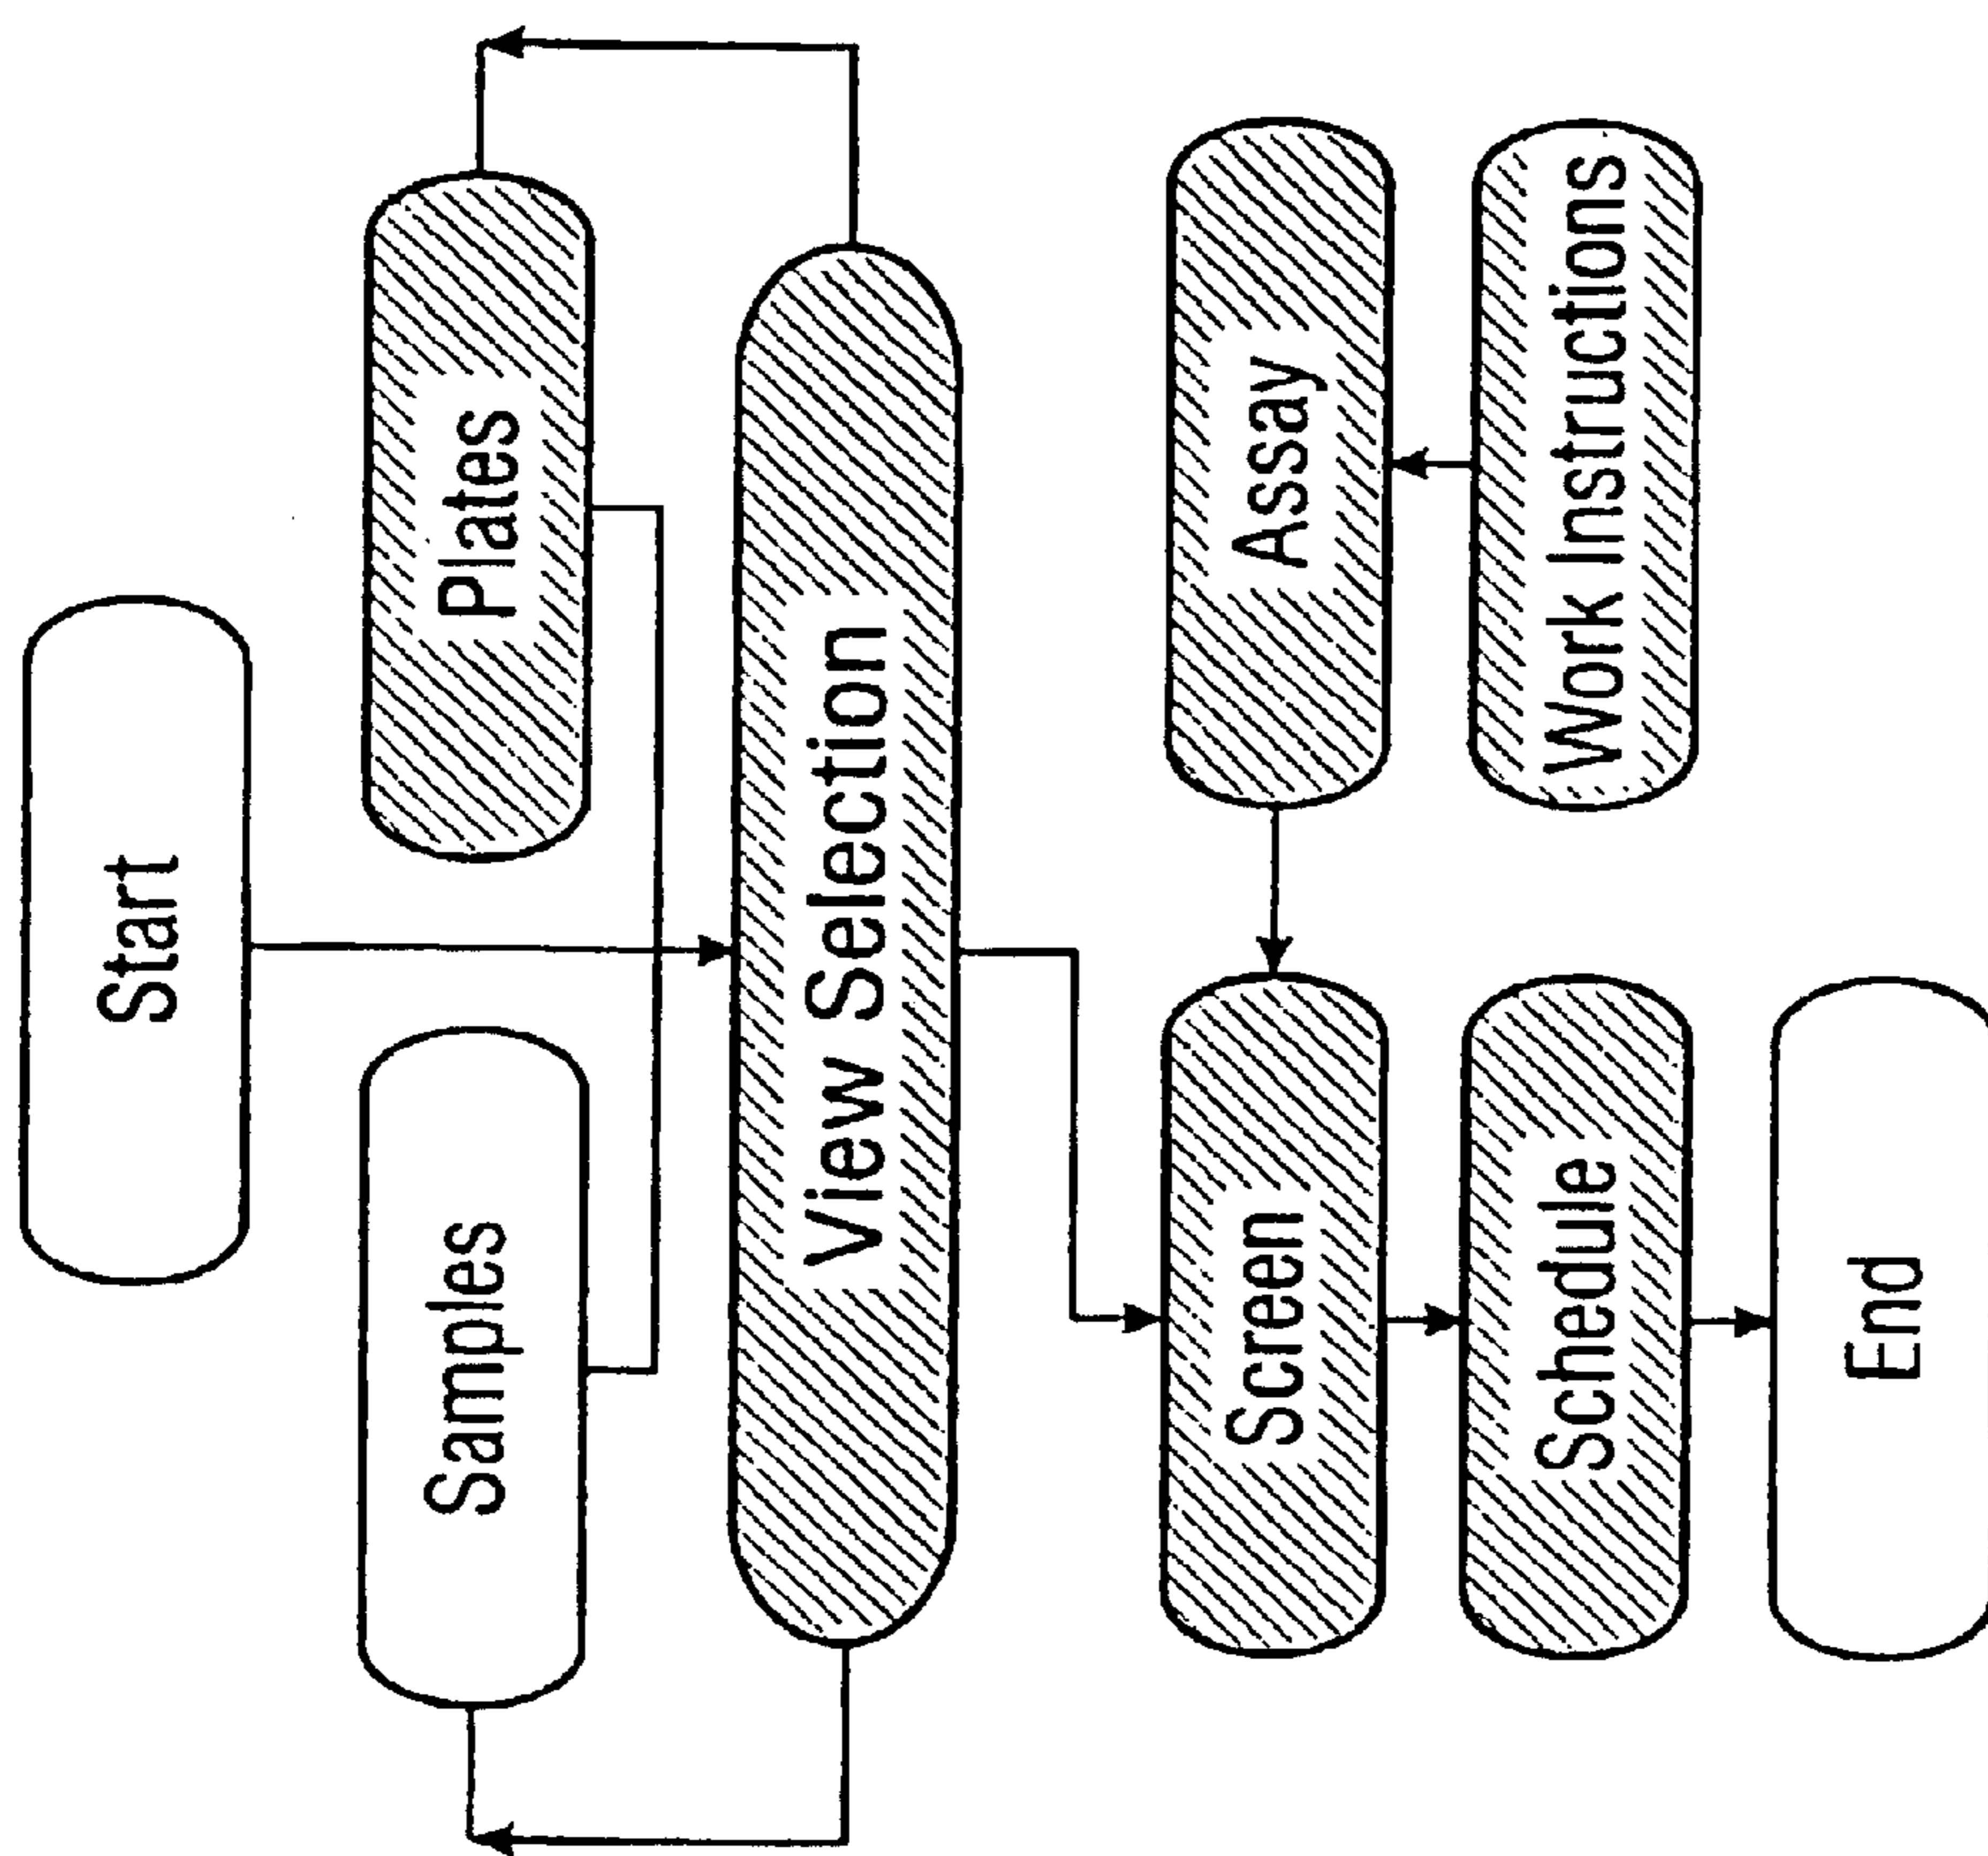 Start
Samples
Plates
View Selection
Screen
Assay
Schedule
Work Instructions
End